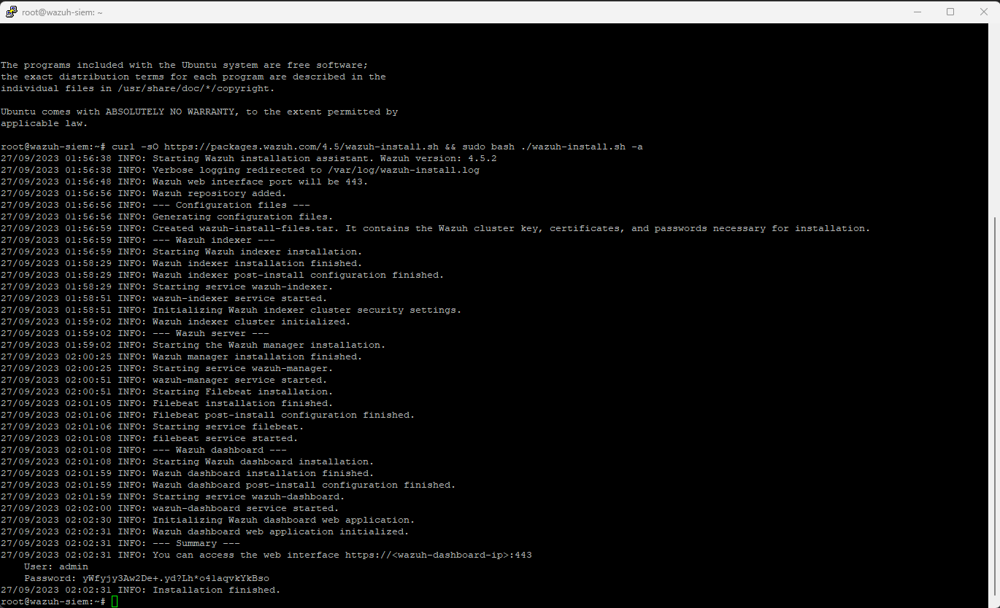 root@wazuh-siem: ~
The programs included with the Ubuntu system are free software;
the exact distribution terms for each program are described in the
individual files in /usr/share/doc/*/copyright.
Ubuntu comes with ABSOLUTELY NO WARRANTY, to the extent permitted by
applicable law.
root@wazuh-siem:~# curl -sO https://packages.wazuh.com/4.5/wazuh-install.sh && sudo bash ./wazuh-install.sh -a
27/09/2023 01:56:38 INFO: Starting Wazuh installation assistant. Wazuh version: 4.5.2
27/09/2023 01:56:38 INFO: Verbose logging redirected to /var/log/wazuh-install.log
27/09/2023 01:56:48 INFO: Wazuh web interface port will be 443.
27/09/2023 01:56:56 INFO: Wazuh repository added.
27/09/2023 01:56:56 INFO: --- Configuration files ---
27/09/2023 01:56:56 INFO: Generating configuration files.
27/09/2023 01:56:59 INFO: Created wazuh-install-files.tar. It contains the Wazuh cluster key, certificates, and passwords necessary for installation.
27/09/2023 01:56:59 INFO: --- Wazuh indexer ---
27/09/2023 01:56:59 INFO: Starting Wazuh indexer installation.
27/09/2023 01:58:29 INFO: Wazuh indexer installation finished.
27/09/2023 01:58:29 INFO: Wazuh indexer post-install configuration finished.
27/09/2023 01:58:29 INFO: Starting service wazuh-indexer.
27/09/2023 01:58:51 INFO: wazuh-indexer service started.
27/09/2023 01:58:51 INFO: Initializing Wazuh indexer cluster security settings.
27/09/2023 01:59:02 INFO: Wazuh indexer cluster initialized.
27/09/2023 01:59:02 INFO: --- Wazuh server ---
27/09/2023 01:59:02 INFO: Starting the Wazuh manager installation.
27/09/2023 02:00:25 INFO: Wazuh manager installation finished.
27/09/2023 02:00:25 INFO: Starting service wazuh-manager.
27/09/2023 02:00:51 INFO: wazuh-manager service started.
27/09/2023 02:00:51 INFO: Starting Filebeat installation.
27/09/2023 02:01:05 INFO: Filebeat installation finished.
27/09/2023 02:01:06 INFO: Filebeat post-install configuration finished.
27/09/2023 02:01:06 INFO: Starting service filebeat.
27/09/2023 02:01:08 INFO: filebeat service started.
27/09/2023 02:01:08 INFO: --- Wazuh dashboard ---
27/09/2023 02:01:08 INFO: Starting Wazuh dashboard installation.
27/09/2023 02:01:59 INFO: Wazuh dashboard installation finished.
27/09/2023 02:01:59 INFO: Wazuh dashboard post-install configuration finished.
27/09/2023 02:01:59 INFO: Starting service wazuh-dashboard.
27/09/2023 02:02:00 INFO: wazuh-dashboard service started.
27/09/2023 02:02:30 INFO: Initializing Wazuh dashboard web application.
27/09/2023 02:02:31 INFO: Wazuh dashboard web application initialized.
27/09/2023 02:02:31 INFO: --- Summary ---
27/09/2023 02:02:31 INFO: You can access the web interface https://<wazuh-dashboard-ip>:443
User: admin
Password: yWfyjy3Aw2De+.yd?Lh*o41aqvkYkBso
27/09/2023 02:02:31 INFO: Installation finished.
root@wazuh-siem:~#